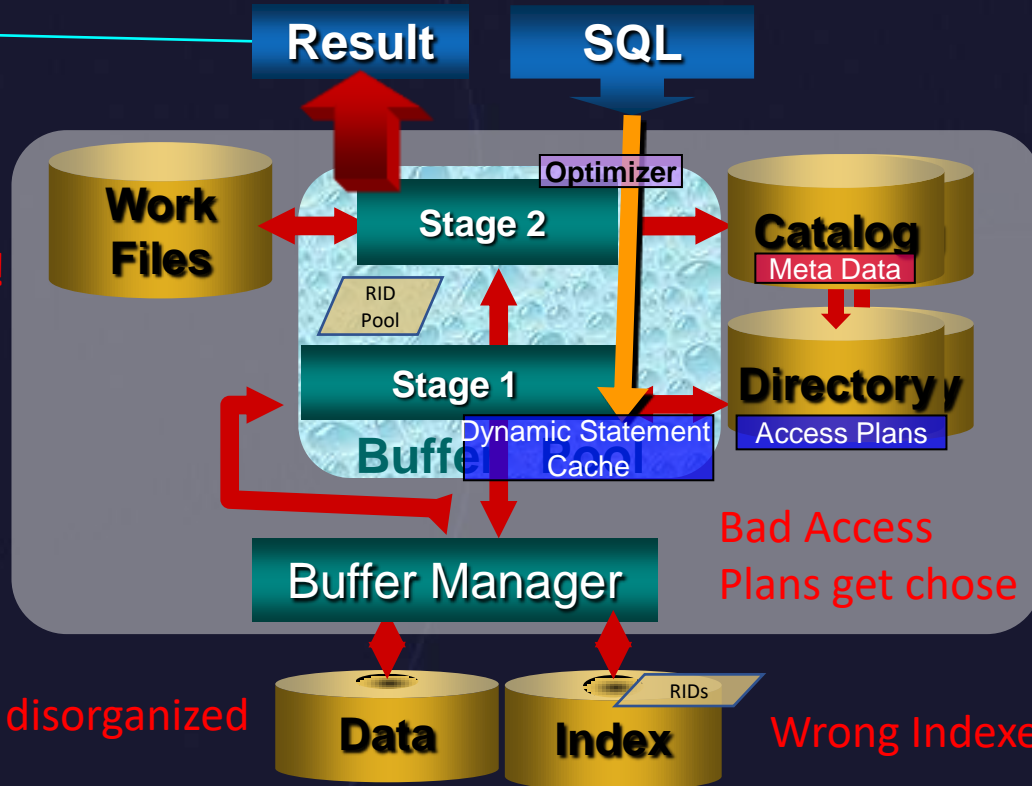 Result
SQL
Optimizer
Work
Files
Stage 2
Catalog
Meta Data
RID
Pool
Stage 1
Directory
Access Plans
Dynamic Statement
Cache
Buffer Pool
Bad Access
Plans get chose
Buffer Manager
disorganized
Data
Index
RIDs
Wrong Indexe